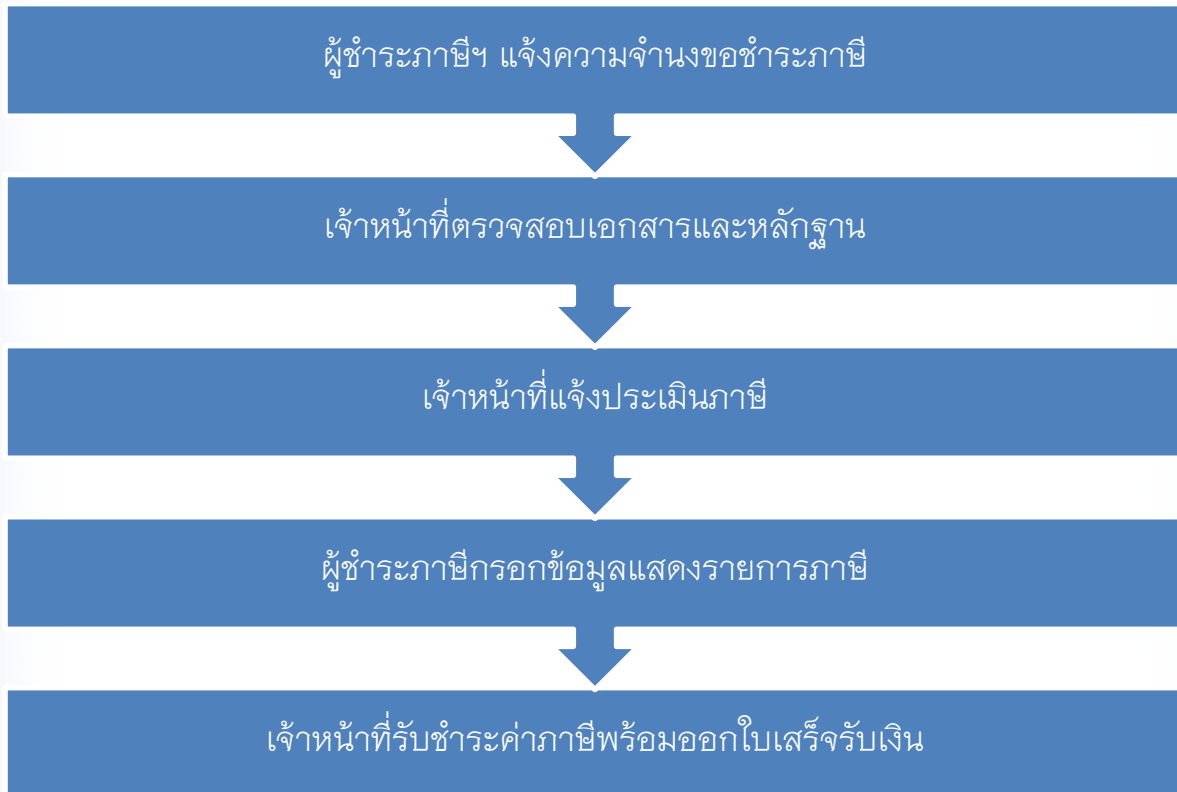 ผู้ชำระภาษีฯ แจ้งความจำนงขอชำระภาษี
เจ้าหน้าที่ตรวจสอบเอกสารและหลักฐาน
เจ้าหน้าที่แจ้งประเมินภาษี
ผู้ชำระภาษีกรอกข้อมูลแสดงรายการภาษี
เจ้าหน้าที่รับชำระค่าภาษีพร้อมออกใบเสร็จรับเงิน